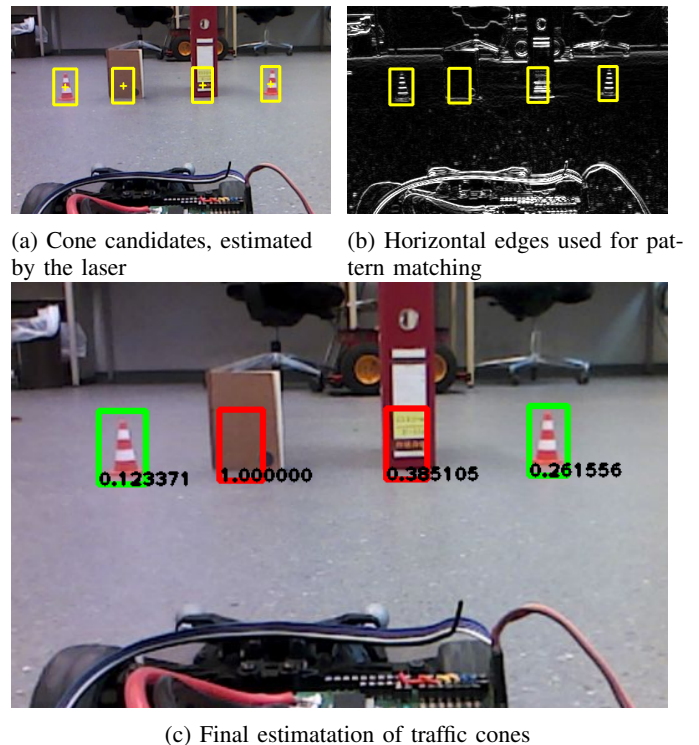 (a) Cone candidates, estimated
by the laser
(b) Horizontal edges used for pat-
tern matching
0.123371
1.000000
0.385105
0.261556
(c) Final estimatation of traffic cones